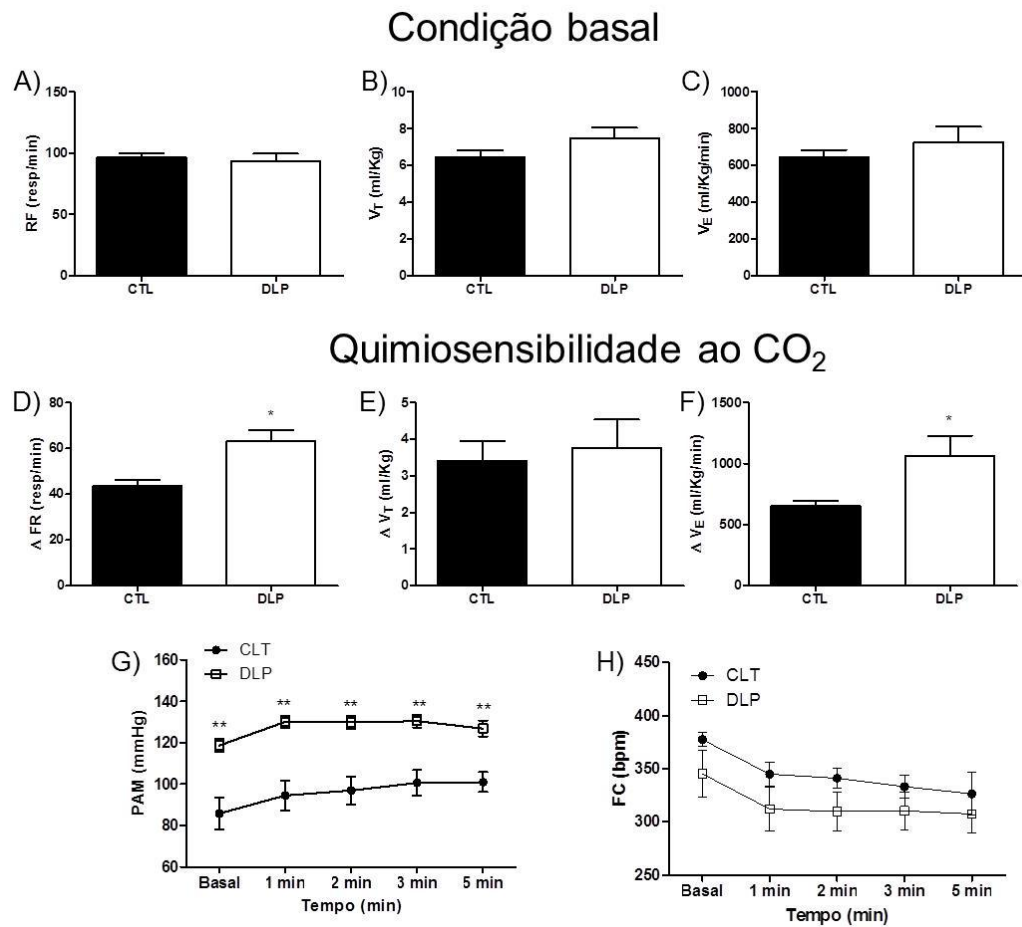 Condição basal
A)
150
100
50
0
RF (resp/min)
CTL DLP
B)
10
8
6
4
2
0
VT (ml/Kg)
CTL DLP
C)
1000
800
600
400
200
0
VE (ml/Kg/min)
CTL DLP
Quimiosensibilidade ao CO2
D)
80
60
40
20
0
Δ FR (resp/min)
*
CTL DLP
E)
5
4
3
2
1
0
Δ VT (ml/Kg)
CTL DLP
F)
1500
1000
500
0
Δ VE (ml/Kg/min)
*
CTL DLP
G)
CLT
DLP
160
140
120
100
80
60
PAM (mmHg)
** ** ** ** **
Basal 1 min 2 min 3 min 5 min
Tempo (min)
H)
CLT
DLP
450
400
350
300
250
FC (bpm)
Basal 1 min 2 min 3 min 5 min
Tempo (min)